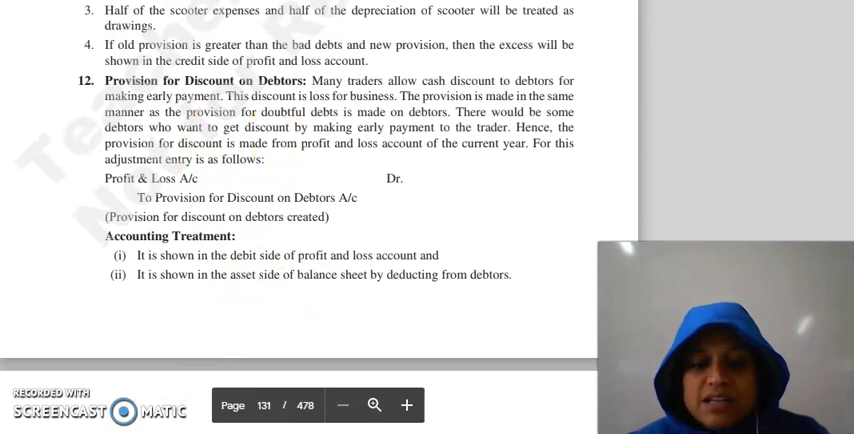 3. Half of the scooter expenses and half of the depreciation of scooter will be treated as
drawings.
4. If old provision is greater than the bad debts and new provision, then the excess will be
shown in the credit side of profit and loss account.
12. Provision for Discount on Debtors: Many traders allow cash discount to debtors for
making early payment. This discount is loss for business. The provision is made in the same
manner as the provision for doubtful debts is made on debtors. There would be some
debtors who want to get discount by making early payment to the trader. Hence, the
provision for discount is made from profit and loss account of the current year. For this
adjustment entry is as follows:
Profit & Loss A/c Dr.
To Provision for Discount on Debtors A/c
(Provision for discount on debtors created)
Accounting Treatment:
(i) It is shown in the debit side of profit and loss account and
(ii) It is shown in the asset side of balance sheet by deducting from debtors.
RECORDED WITH
SCREENCAST MATIC
Page 131 / 478